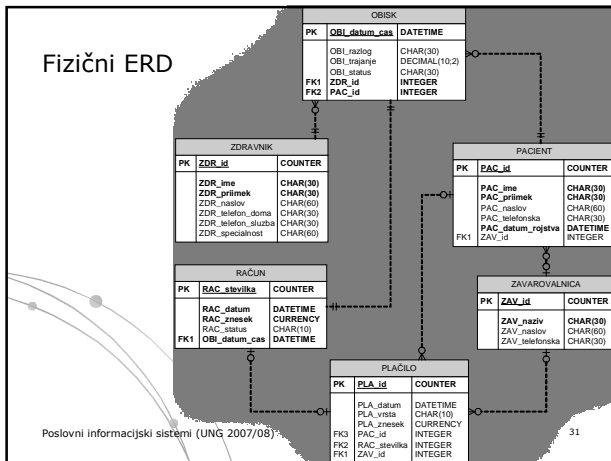 Fizični ERD
OBISK
PK OBI_datum_cas DATETIME
OBI_razlog CHAR(30)
OBI_trajanje DECIMAL(10;2)
OBI_status CHAR(30)
FK1 ZDR_id INTEGER
FK2 PAC_id INTEGER
ZDRAVNIK
PK ZDR_id COUNTER
ZDR_ime CHAR(30)
ZDR_priimek CHAR(30)
ZDR_naslov CHAR(60)
ZDR_telefon_doma CHAR(30)
ZDR_telefon_sluzba CHAR(30)
ZDR_specialnost CHAR(60)
PACIENT
PK PAC_id COUNTER
PAC_ime CHAR(30)
PAC_priimek CHAR(30)
PAC_naslov CHAR(60)
PAC_telefonska CHAR(30)
PAC_datum_rojstva DATETIME
FK1 ZAV_id INTEGER
RAČUN
PK RAC_stevilka COUNTER
RAC_datum DATETIME
RAC_znesek CURRENCY
RAC_status CHAR(10)
FK1 OBI_datum_cas DATETIME
ZAVAROVALNICA
PK ZAV_id COUNTER
ZAV_naziv CHAR(30)
ZAV_naslov CHAR(60)
ZAV_telefonska CHAR(30)
PLAČILO
PK PLA_id COUNTER
PLA_datum DATETIME
PLA_vrsta CHAR(10)
PLA_znesek CURRENCY
FK3 PAC_id INTEGER
FK2 RAC_stevilka INTEGER
FK1 ZAV_id INTEGER
Poslovni informacijski sistemi (UNG 2007/08)
31